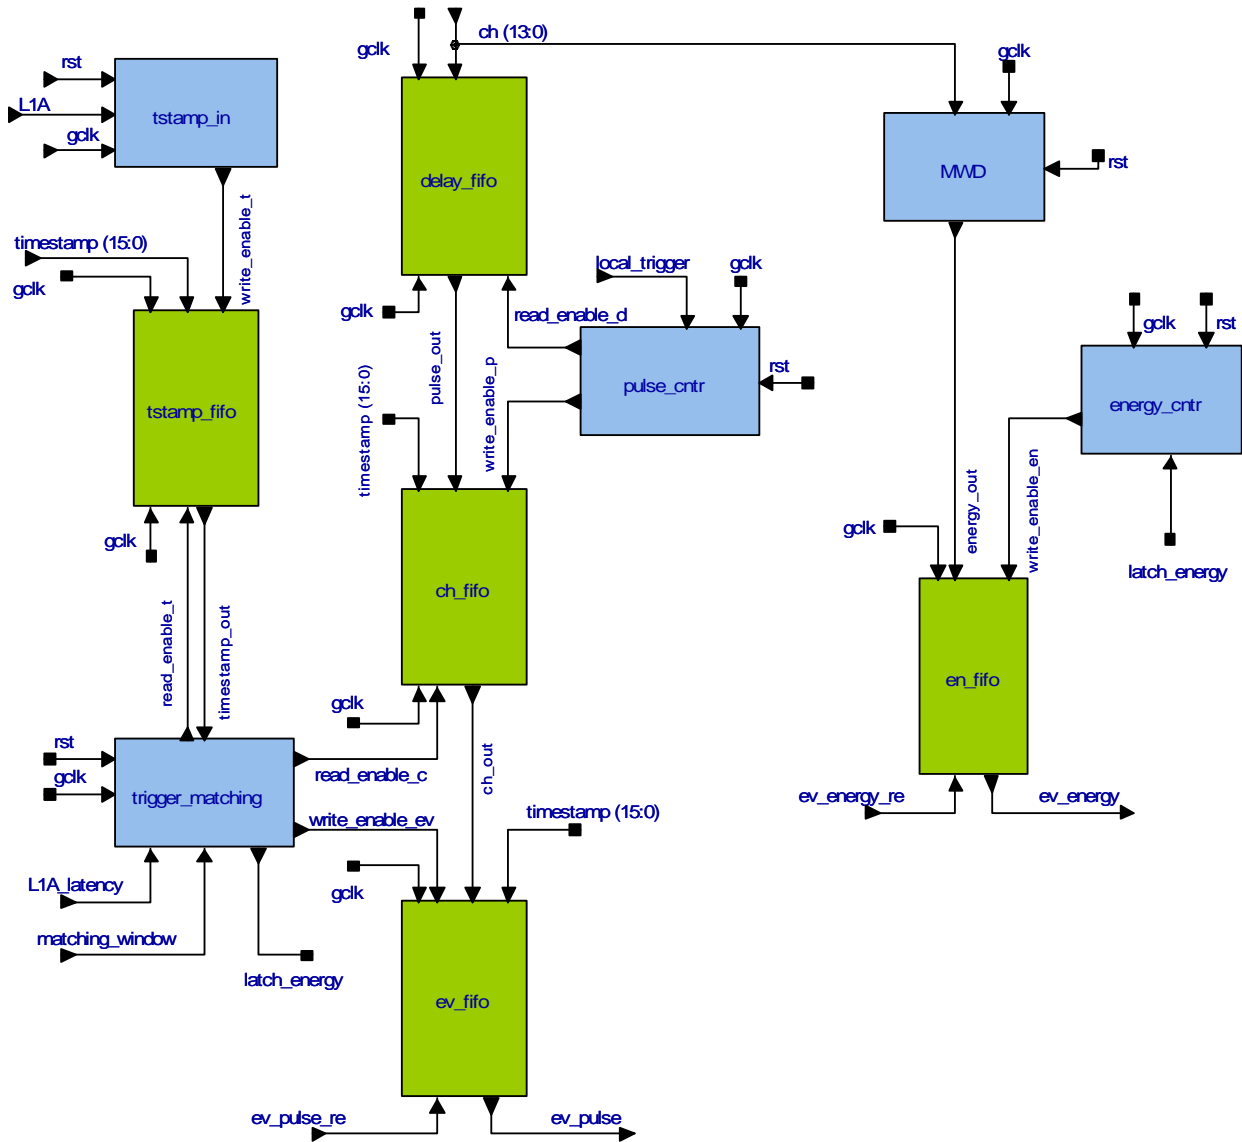 ch (13:0)
gclk
gclk
rst
L1A
gclk
tstamp_in
delay_fifo
MWD
rst
write_enable_t
timestamp (15:0)
gclk
local_trigger
gclk
gclk
read_enable_d
gclk
rst
pulse_out
rst
pulse_cntr
energy_cntr
timestamp (15:0)
write_enable_p
tstamp_fifo
gclk
energy_out
write_enable_en
gclk
latch_energy
ch_fifo
read_enable_t
timestamp_out
en_fifo
gclk
rst
gclk
ch_out
read_enable_c
trigger_matching
ev_energy_re
ev_energy
write_enable_ev
timestamp (15:0)
L1A_latency
gclk
matching_window
latch_energy
ev_fifo
ev_pulse_re
ev_pulse